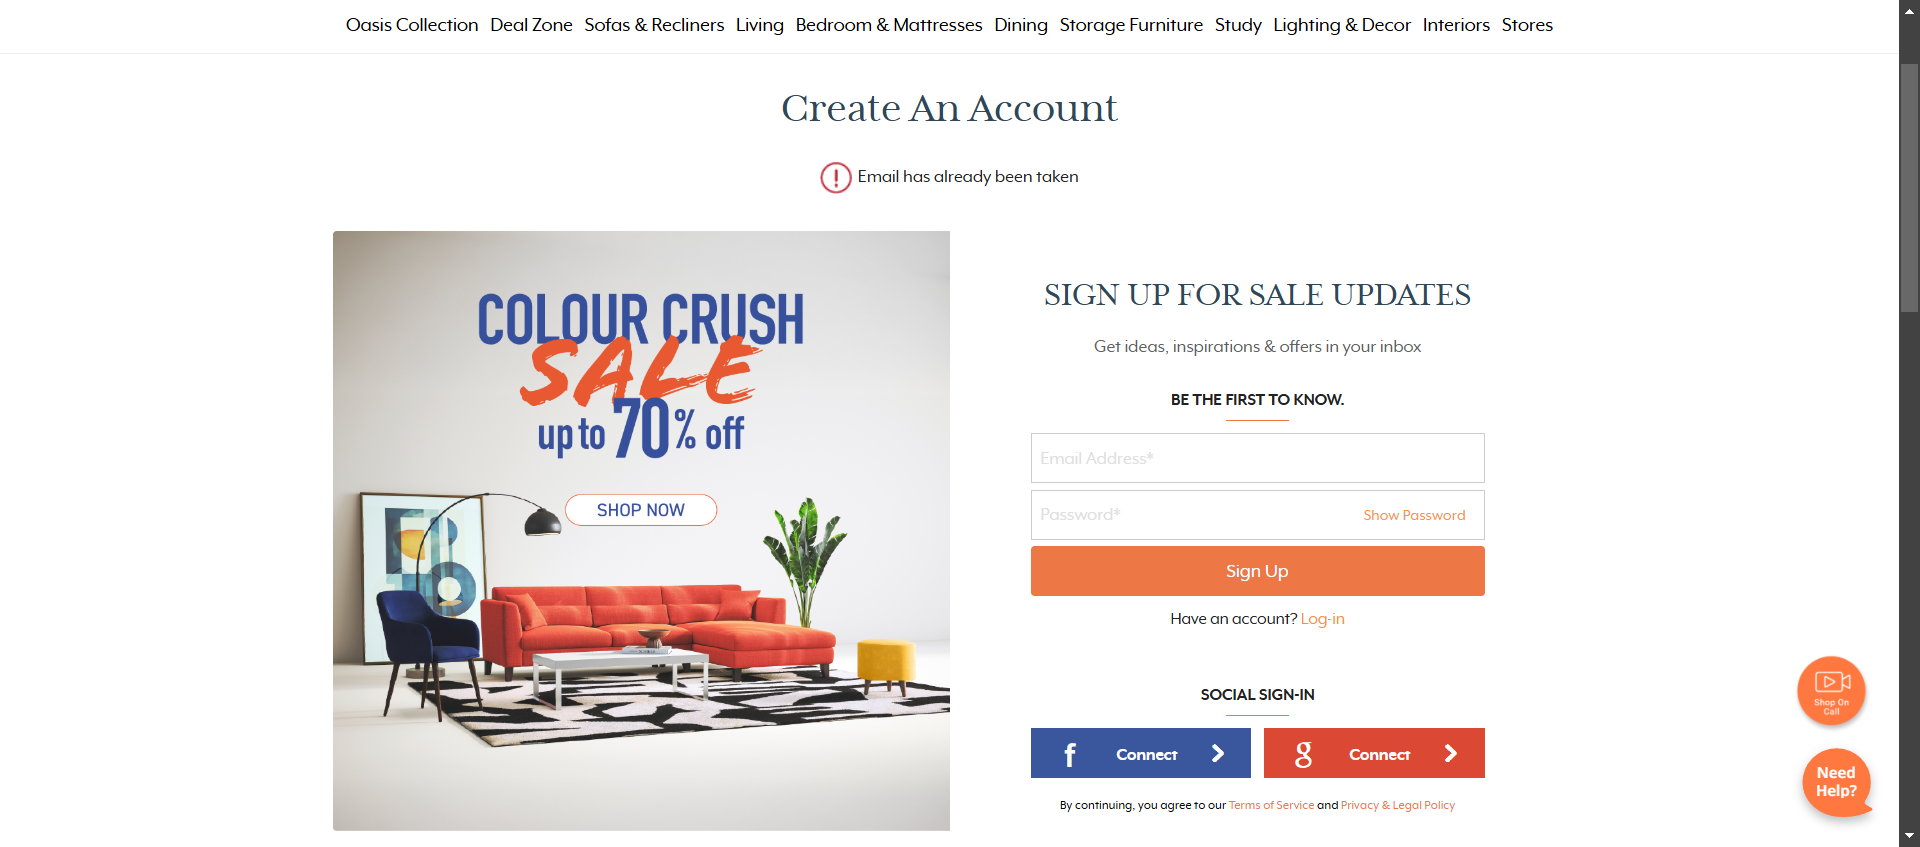 Oasis Collection Deal Zone Sofas & Recliners Living Bedroom & Mattresses Dining Storage Furniture Study Lighting & Decor Interiors Stores
Create An Account
! Email has already been taken
COLOUR CRUSH
SALE
up to 70% off
SHOP NOW
SIGN UP FOR SALE UPDATES
Get ideas, inspirations & offers in your inbox
BE THE FIRST TO KNOW.
Email Address*
Password* Show Password
Sign Up
Have an account? Log-in
SOCIAL SIGN-IN
f Connect
g Connect
By continuing, you agree to our Terms of Service and Privacy & Legal Policy
Shop On
Call
Need
Help?